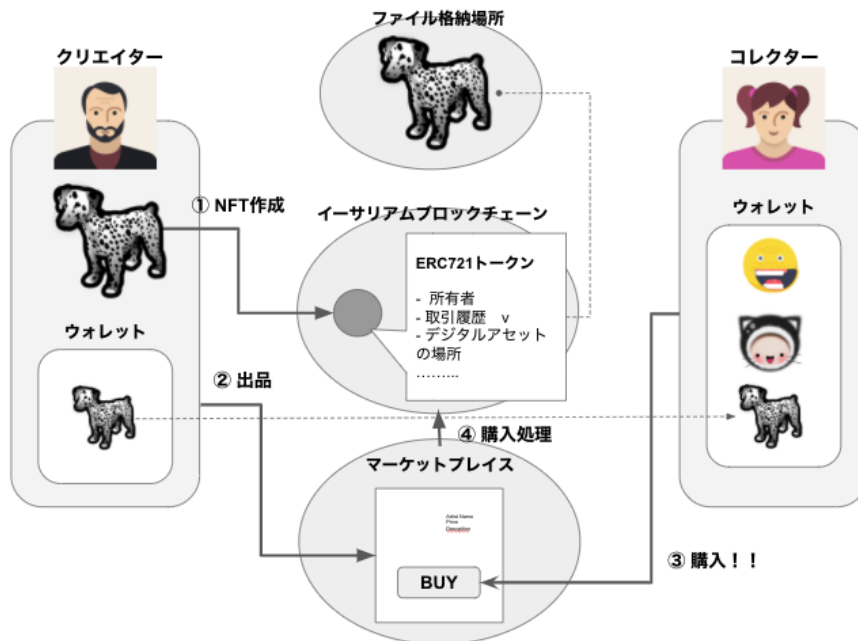 ファイル格納場所
クリエイター
コレクター
① NFT作成
イーサリアムブロックチェーン
ウォレット
ERC721トークン
- 所有者
- 取引履歴 v
- デジタルアセット
の場所
………..
ウォレット
② 出品
④ 購入処理
マーケットプレイス
Artist Name
Price
Description
BUY
③ 購入！！